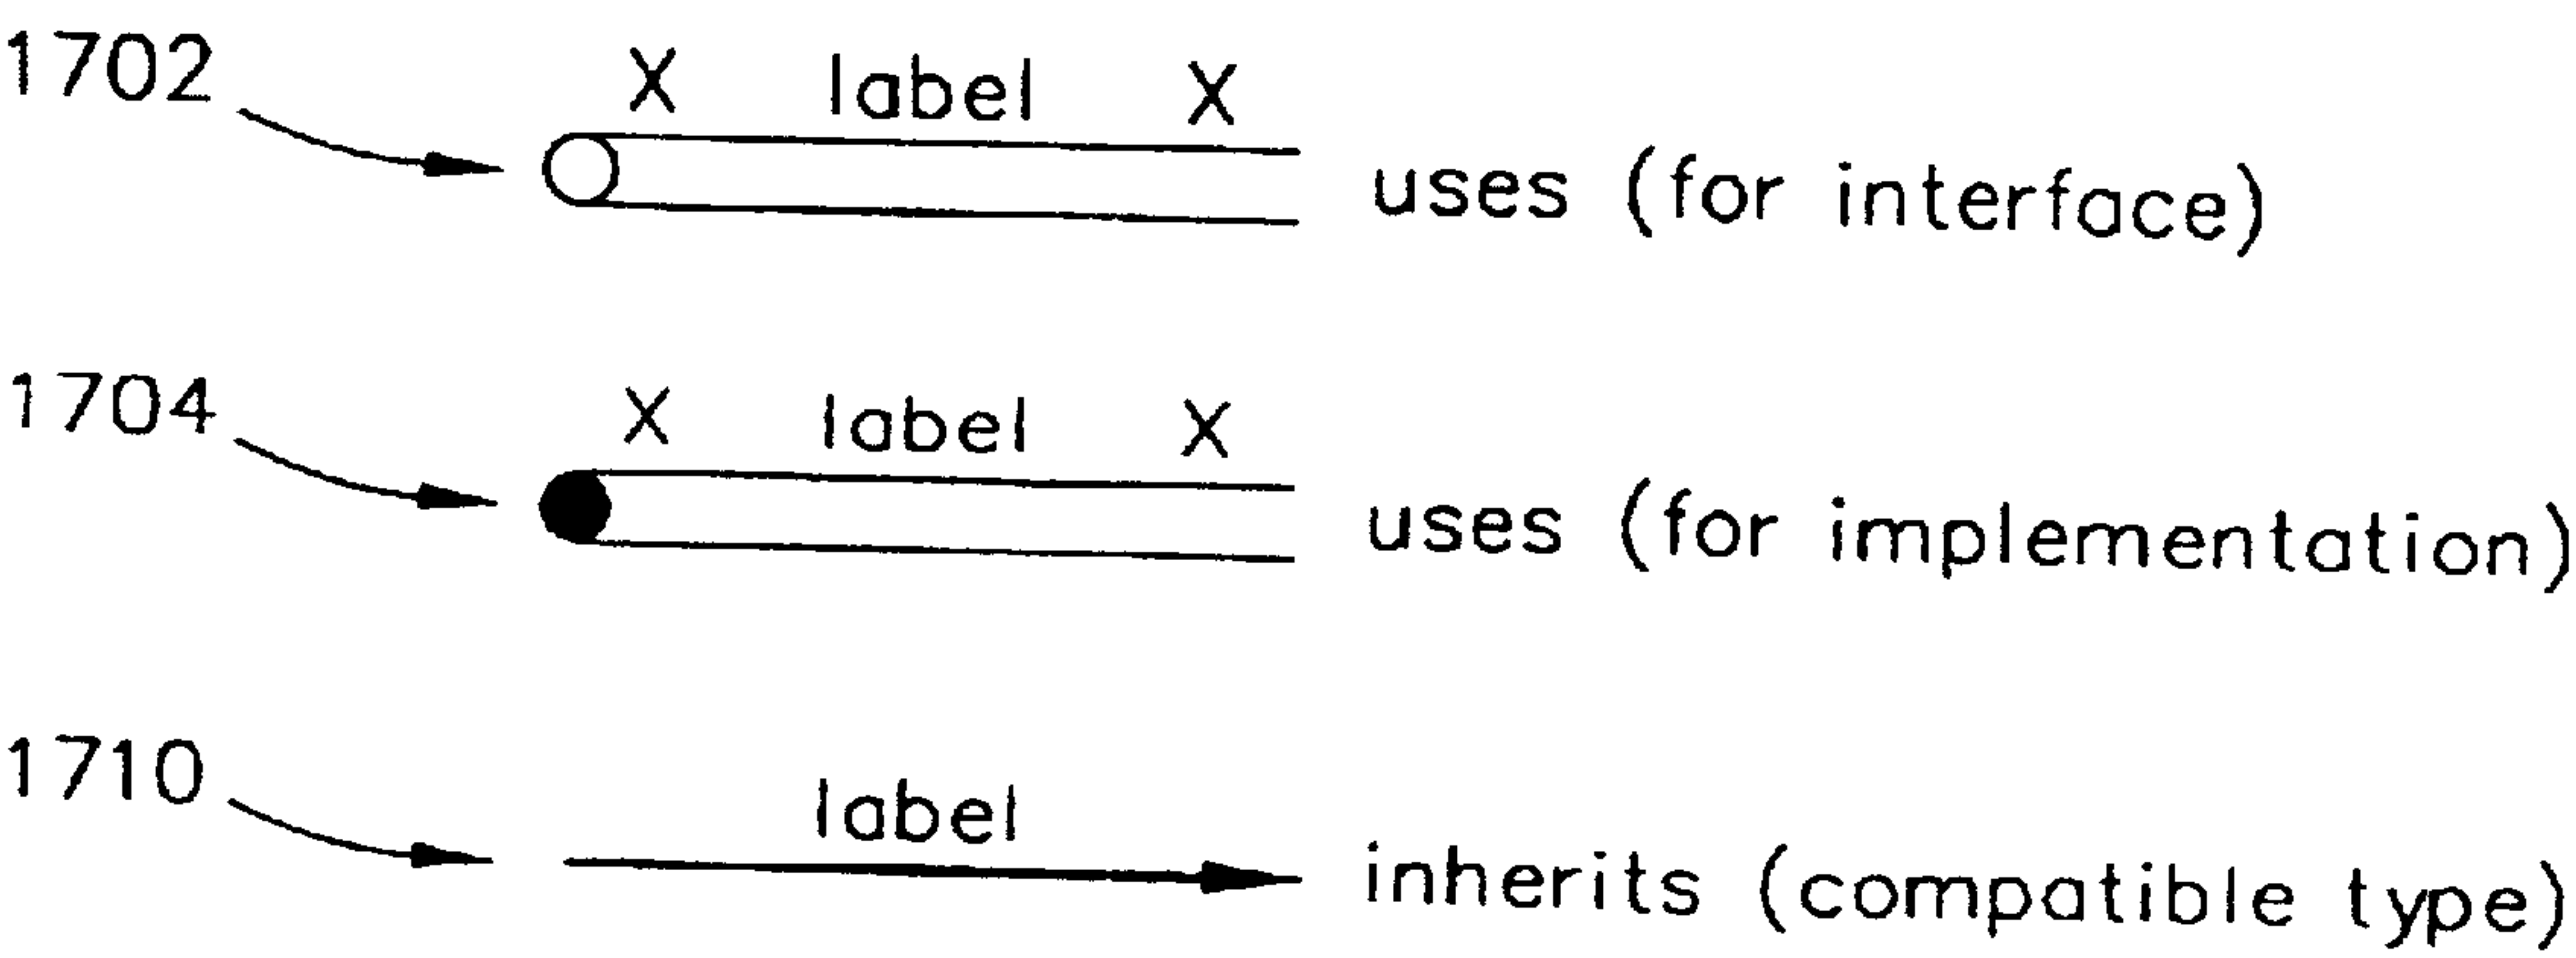 1702 X label X uses (for interface)
1704 X label X uses (for implementation)
1710 label inherits (compatible type)